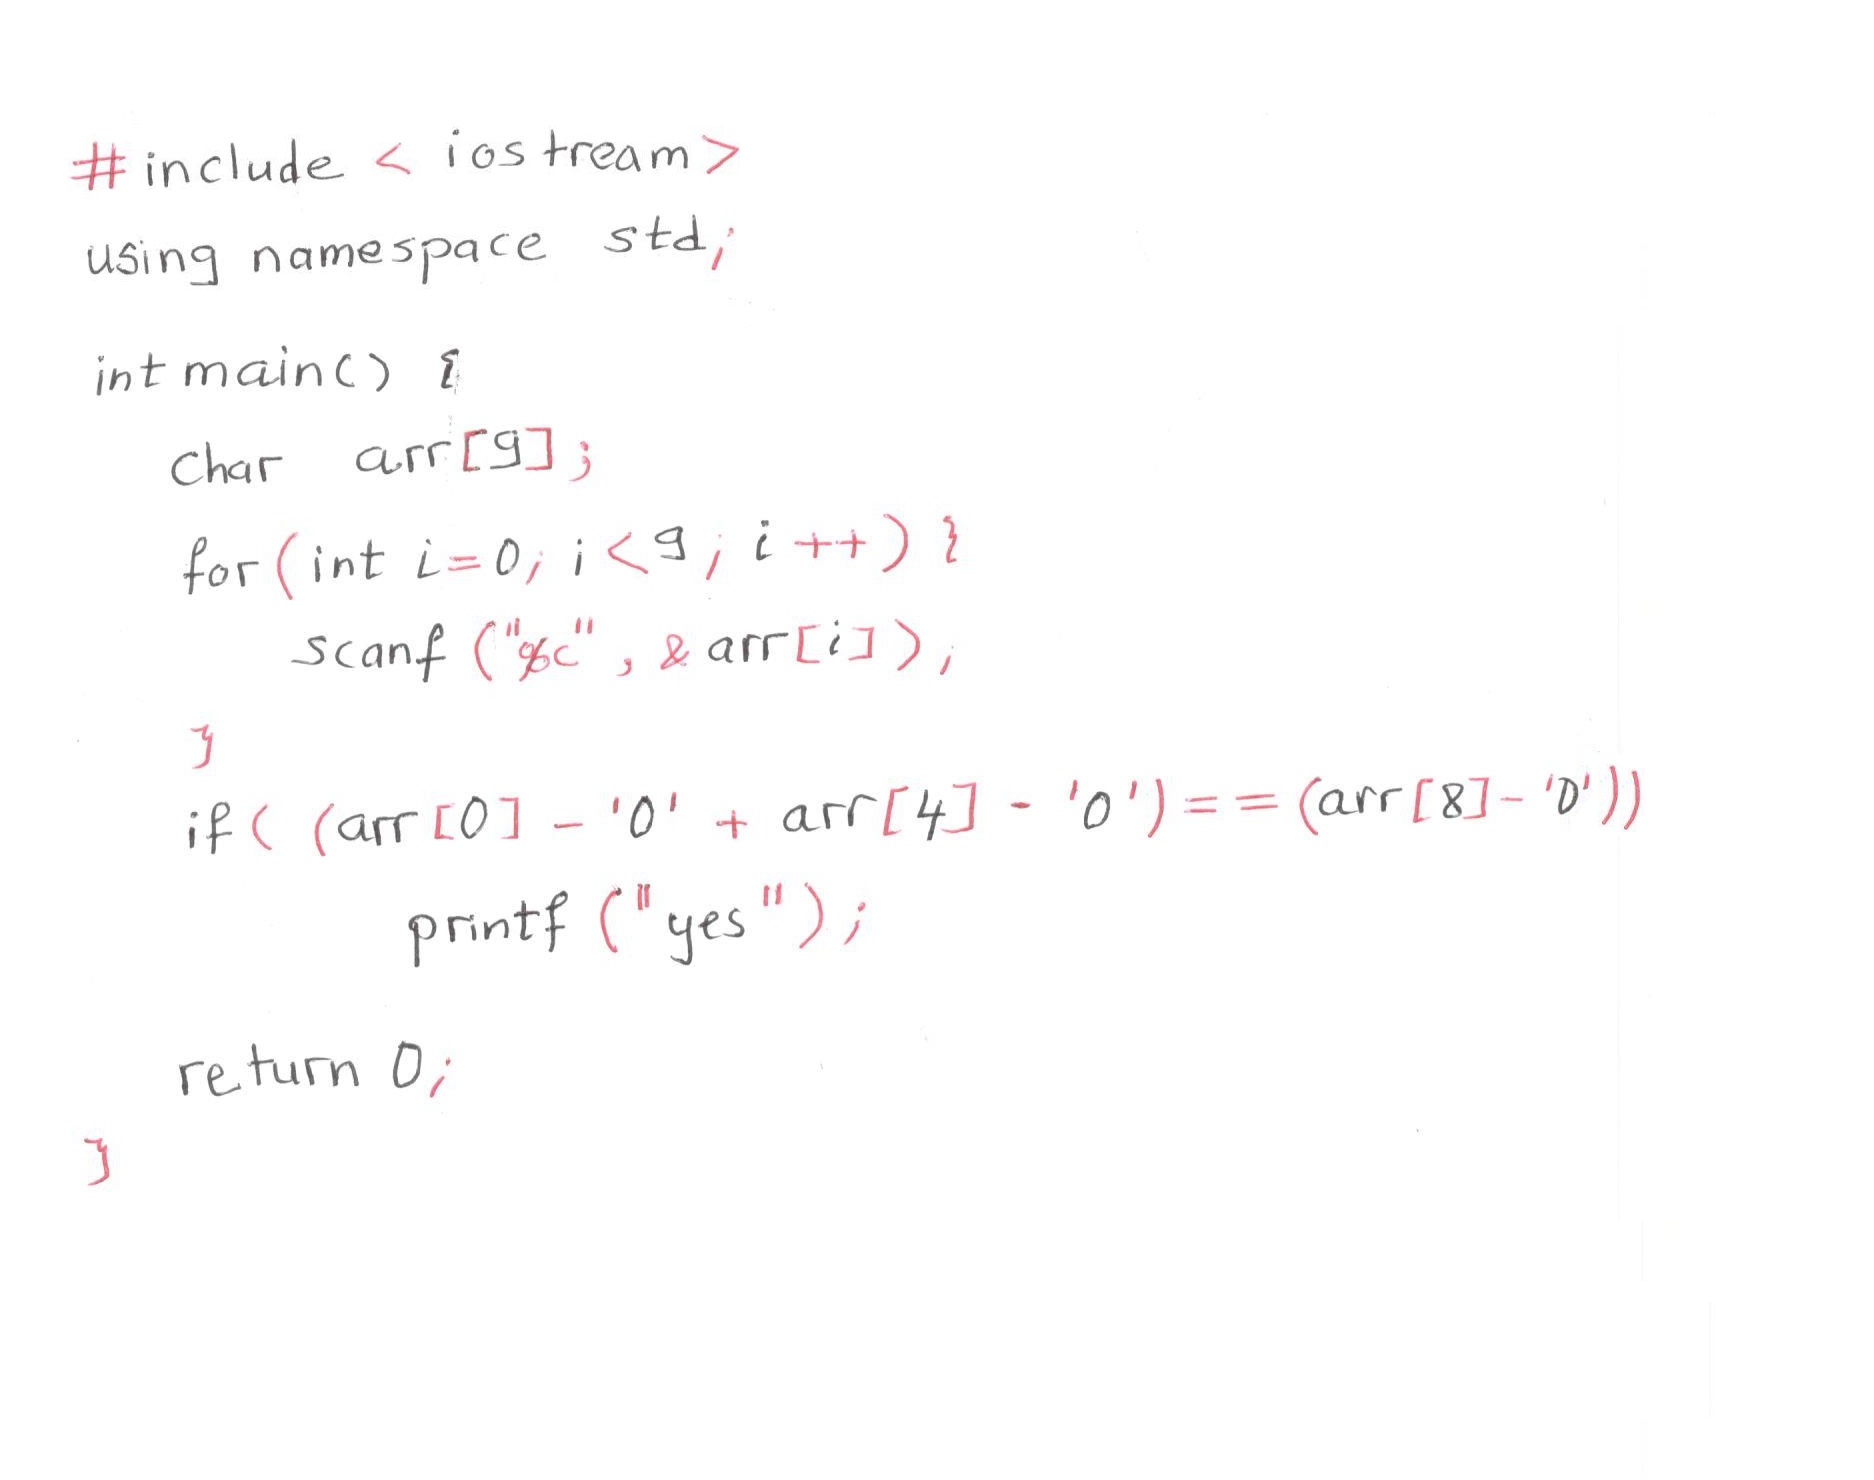 #include < iostream>
using namespace std;
int main() {
char arr[9];
for(int i=0; i<9; i++) {
scanf ("%c", & arr[i]);
}
if( (arr[0] - '0' + arr[4] - '0') == (arr[8]-'0'))
printf ("yes");
return 0;
}